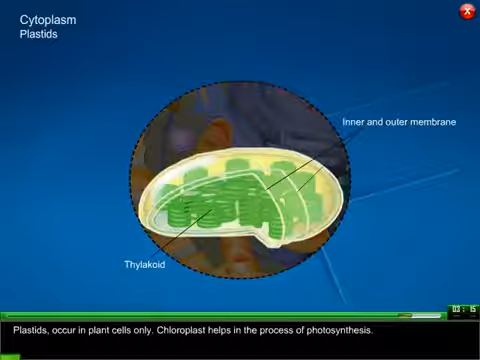 Cytoplasm
Plastids
Inner and outer membrane
Thylakoid
03 : 15
Plastids, occur in plant cells only. Chloroplast helps in the process of photosynthesis.